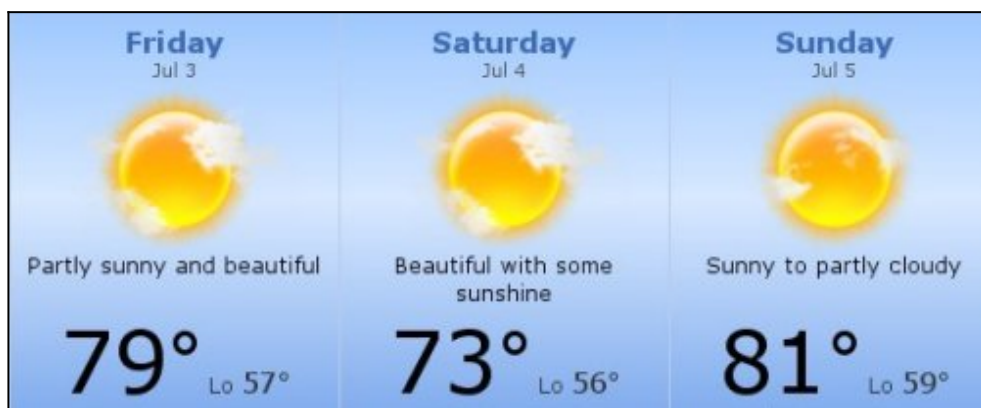 Friday
Jul 3
Partly sunny and beautiful
79° Lo 57°
Saturday
Jul 4
Beautiful with some
sunshine
73° Lo 56°
Sunday
Jul 5
Sunny to partly cloudy
81° Lo 59°